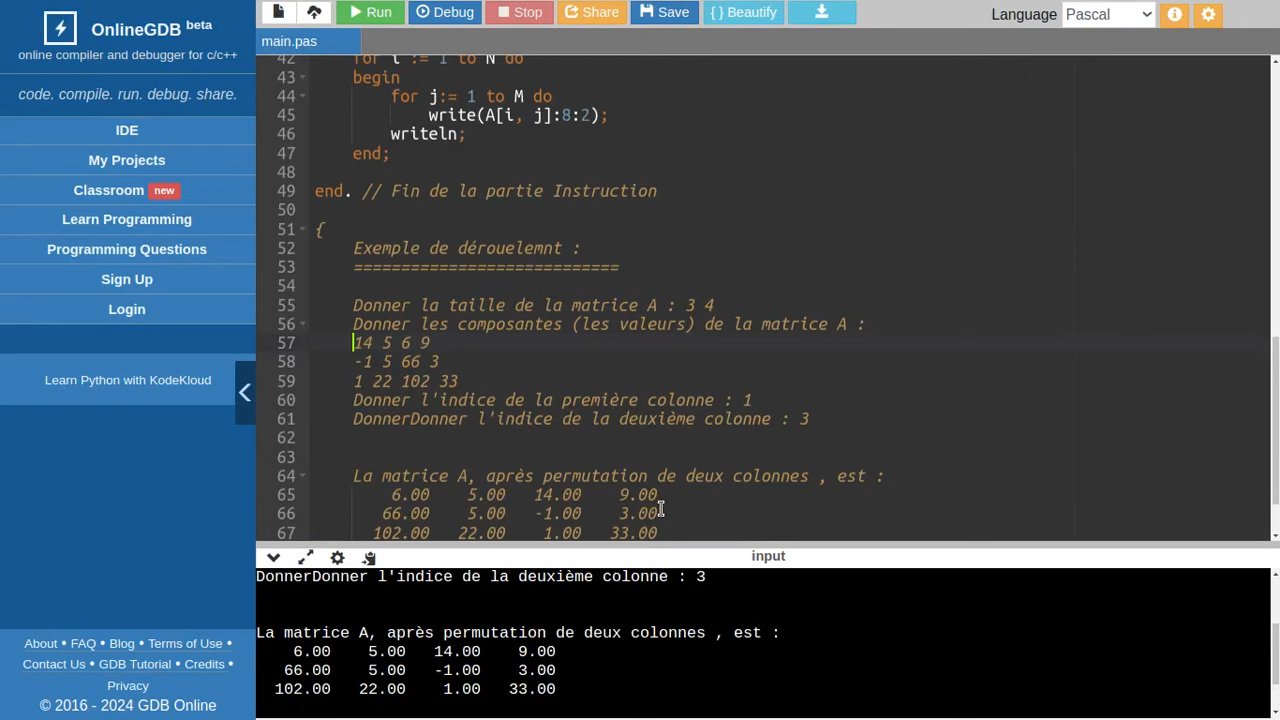 OnlineGDB beta
online compiler and debugger for c/c++
code. compile. run. debug. share.
IDE
My Projects
Classroom new
Learn Programming
Programming Questions
Sign Up
Login
Learn Python with KodeKloud
About • FAQ • Blog • Terms of Use •
Contact Us • GDB Tutorial • Credits •
Privacy
© 2016 - 2024 GDB Online
Run Debug Stop Share Save { } Beautify
Language Pascal
main.pas
42 for i := 1 to N do
43 begin
44 for j:= 1 to M do
45 write(A[i, j]:8:2);
46 writeln;
47 end;
48
49 end. // Fin de la partie Instruction
50
51 {
52 Exemple de dérouelemnt :
53 ============================
54
55 Donner la taille de la matrice A : 3 4
56 Donner les composantes (les valeurs) de la matrice A :
57 14 5 6 9
58 -1 5 66 3
59 1 22 102 33
60 Donner l'indice de la première colonne : 1
61 DonnerDonner l'indice de la deuxième colonne : 3
62
63
64 La matrice A, après permutation de deux colonnes , est :
65 6.00 5.00 14.00 9.00
66 66.00 5.00 -1.00 3.00
67 102.00 22.00 1.00 33.00
input
DonnerDonner l'indice de la deuxième colonne : 3
La matrice A, après permutation de deux colonnes , est :
6.00 5.00 14.00 9.00
66.00 5.00 -1.00 3.00
102.00 22.00 1.00 33.00